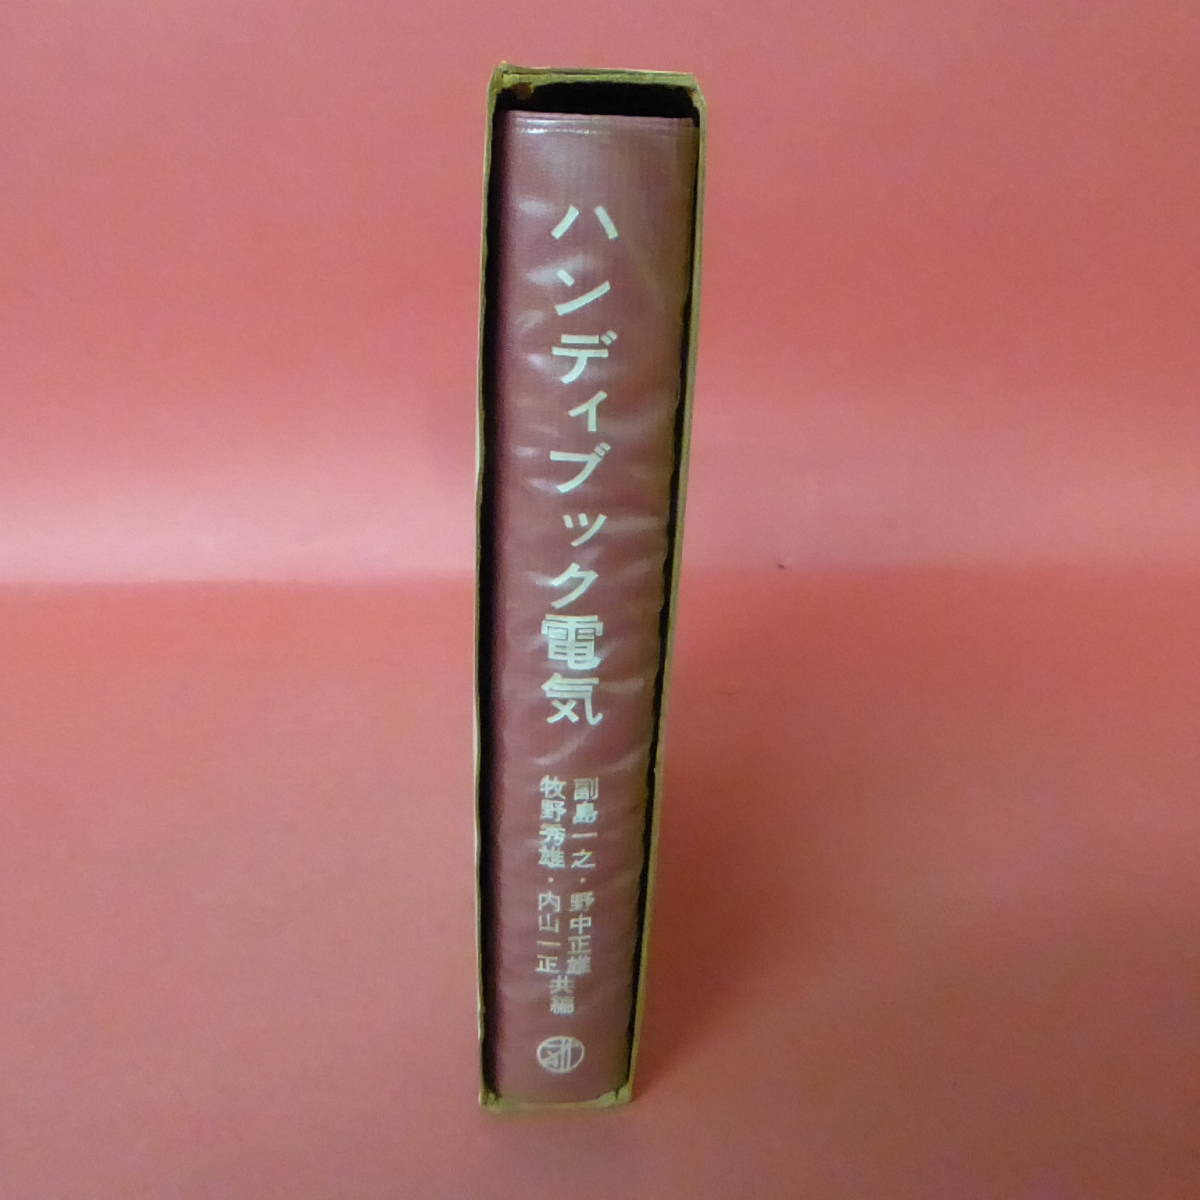 ハンディブック電気
副島一之・野中正雄
牧野秀雄・内山一正
共編